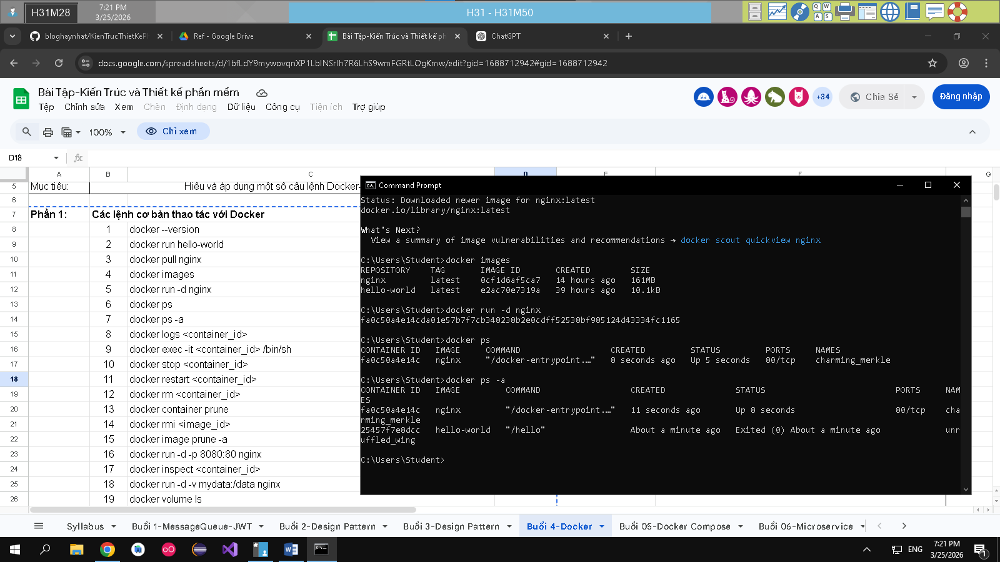 H31M28
7:21 PM
3/25/2026
H31 - H31M50
Q W
A S
bloghaynhat/KienTrucThietKeP
Ref - Google Drive
Bài Tập-Kiến Trúc và Thiết kế ph
ChatGPT
docs.google.com/spreadsheets/d/1bfLdY9mywovqnXP1LbINSrIh7R6LhS9wmFGRtLOgKmw/edit?gid=1688712942#gid=1688712942
Bài Tập-Kiến Trúc và Thiết kế phần mềm
+34
Chia Sẻ
Đăng nhập
Tệp Chỉnh sửa Xem Chèn Định dạng Dữ liệu Công cụ Tiện ích Trợ giúp
100%
Chỉ xem
D18
fx
A B C D E F G
5 Mục tiêu: Hiểu và áp dụng một số câu lệnh Docker-
6
7 Phần 1: Các lệnh cơ bản thao tác với Docker
8 1 docker --version
9 2 docker run hello-world
10 3 docker pull nginx
11 4 docker images
12 5 docker run -d nginx
13 6 docker ps
14 7 docker ps -a
15 8 docker logs <container_id>
16 9 docker exec -it <container_id> /bin/sh
17 10 docker stop <container_id>
18 11 docker restart <container_id>
19 12 docker rm <container_id>
20 13 docker container prune
21 14 docker rmi <image_id>
22 15 docker image prune -a
23 16 docker run -d -p 8080:80 nginx
24 17 docker inspect <container_id>
25 18 docker run -d -v mydata:/data nginx
26 19 docker volume ls
Command Prompt
Status: Downloaded newer image for nginx:latest
docker.io/library/nginx:latest
What's Next?
View a summary of image vulnerabilities and recommendations → docker scout quickview nginx
C:\Users\Student>docker images
REPOSITORY TAG IMAGE ID CREATED SIZE
nginx latest 0cf1d6af5ca7 14 hours ago 161MB
hello-world latest e2ac70e7319a 39 hours ago 10.1kB
C:\Users\Student>docker run -d nginx
fa0c50a4e14cda01e57b7f7cb348238b2e0cdff52538bf985124d43334fc1165
C:\Users\Student>docker ps
CONTAINER ID IMAGE COMMAND CREATED STATUS PORTS NAMES
fa0c50a4e14c nginx "/docker-entrypoint.…" 8 seconds ago Up 5 seconds 80/tcp charming_merkle
C:\Users\Student>docker ps -a
CONTAINER ID IMAGE COMMAND CREATED STATUS PORTS NAM
ES
fa0c50a4e14c nginx "/docker-entrypoint.…" 11 seconds ago Up 8 seconds 80/tcp cha
rming_merkle
25457f7e8dcc hello-world "/hello" About a minute ago Exited (0) About a minute ago unr
uffled_wing
C:\Users\Student>
Syllabus Buổi 1-MessageQueue-JWT Buổi 2-Design Pattern Buổi 3-Design Pattern Buổi 4-Docker Buổi 05-Docker Compose Buổi 06-Microservice
ENG
7:21 PM
3/25/2026
1